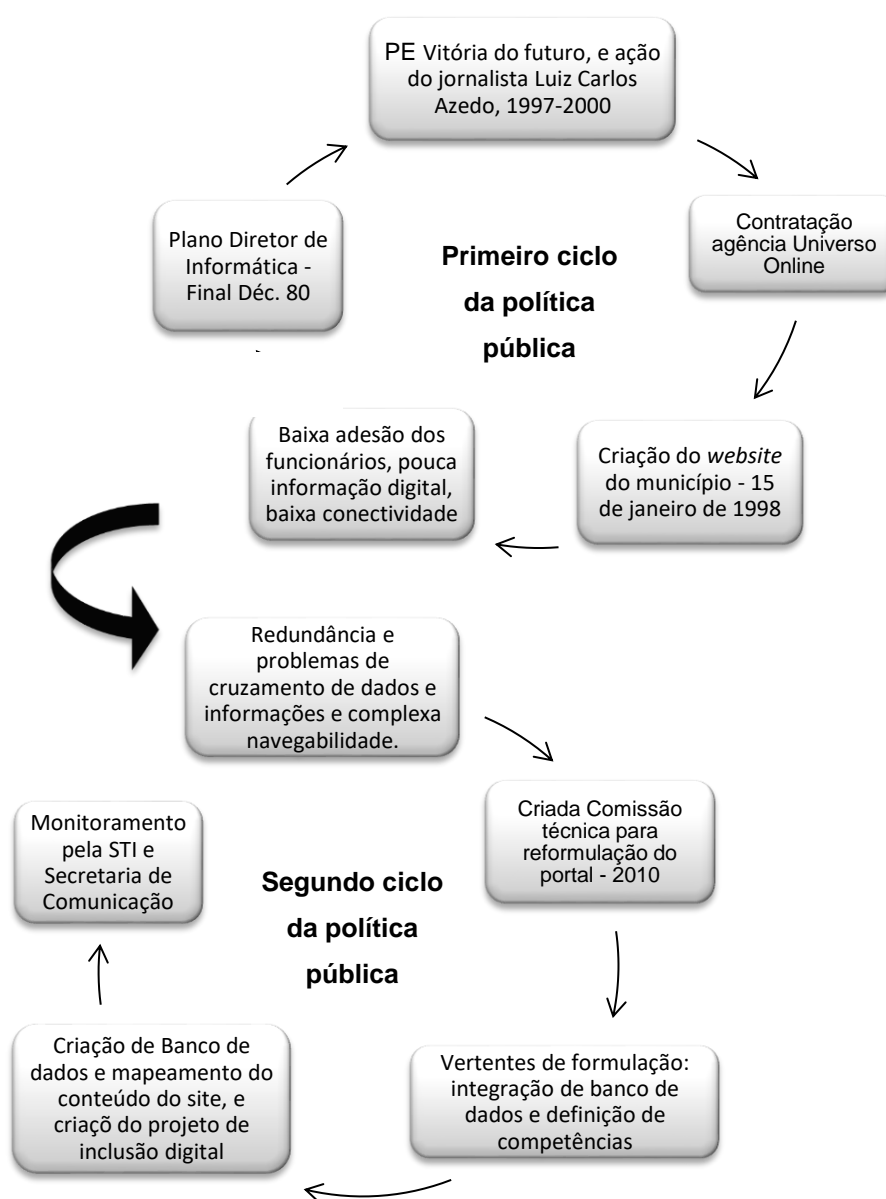 PE Vitória do futuro, e ação
do jornalista Luiz Carlos
Azedo, 1997-2000
Contratação
agência Universo
Online
Plano Diretor de
Informática -
Final Déc. 80
Primeiro ciclo
da política
pública
Criação do website
do município - 15
de janeiro de 1998
Baixa adesão dos
funcionários, pouca
informação digital,
baixa conectividade
Redundância e
problemas de
cruzamento de dados e
informações e complexa
navegabilidade.
Criada Comissão
técnica para
reformulação do
portal - 2010
Monitoramento
pela STI e
Secretaria de
Comunicação
Segundo ciclo
da política
pública
Vertentes de formulação:
integração de banco de
dados e definição de
competências
Criação de Banco de
dados e mapeamento do
conteúdo do site, e
criaçõ do projeto de
inclusão digital